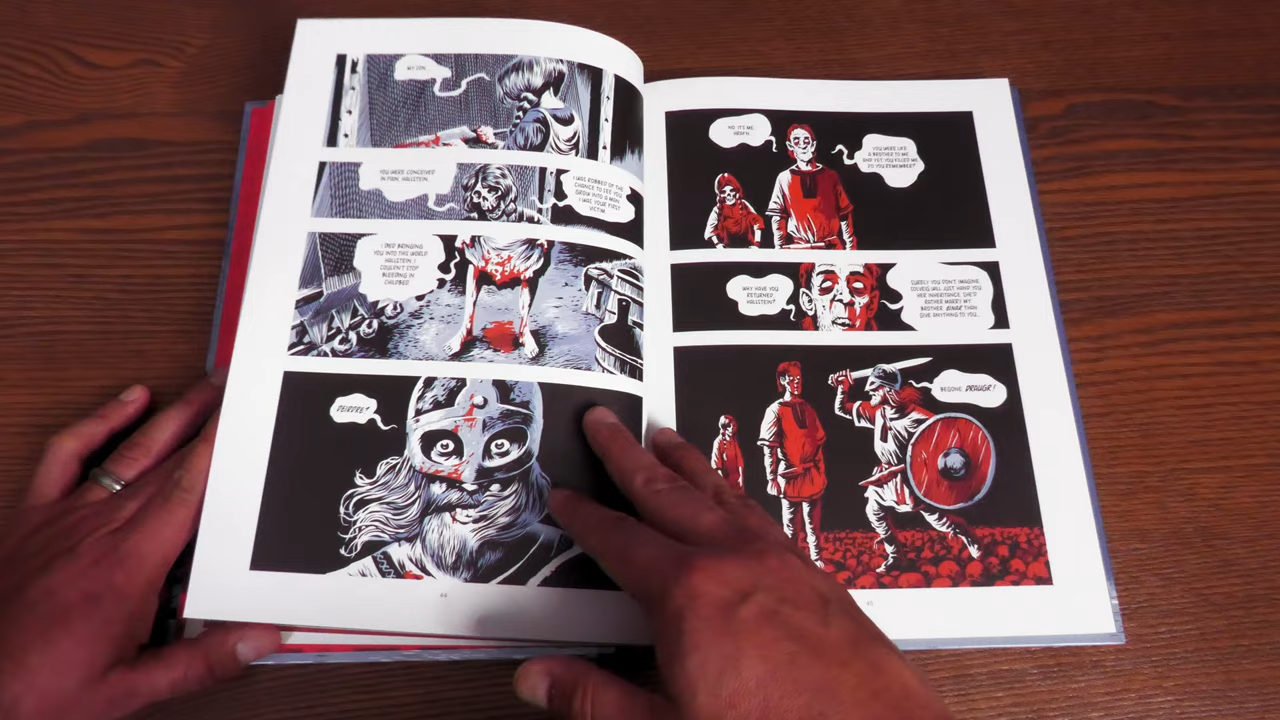 MY SON...
YOU WERE CONCEIVED
IN PAIN, HALLSTEIN.
I WAS ROBBED OF THE
CHANCE TO SEE YOU
GROW INTO A MAN.
I WAS YOUR FIRST
VICTIM.
I DIED BRINGING
YOU INTO THIS WORLD
HALLSTEIN. I
COULDN'T STOP
BLEEDING IN
CHILDBED.
DEIRDRE?
44
NO. IT'S ME.
HRAFN.
YOU WERE LIKE
A BROTHER TO ME,
AND YET YOU KILLED ME.
DO YOU REMEMBER?
WHY HAVE YOU
RETURNED,
HALLSTEIN?
SURELY YOU DON'T IMAGINE
SOLVEIG WILL JUST HAND YOU
HER INHERITANCE. SHE'D
RATHER MARRY MY
BROTHER EINAR THAN
GIVE ANYTHING TO YOU...
BEGONE, DRAUGR!
45